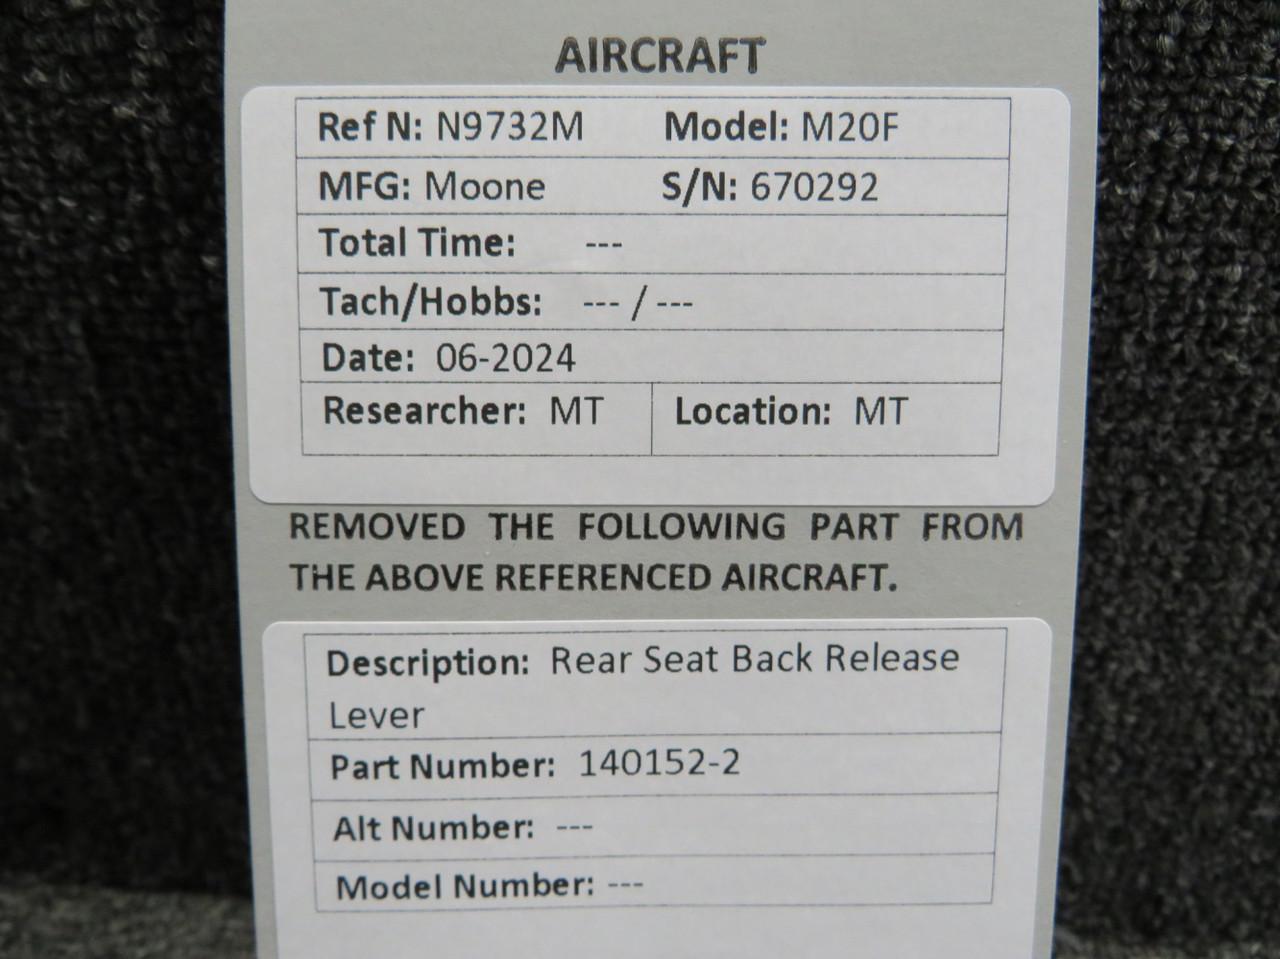 AIRCRAFT
Ref N: N9732M Model: M20F
MFG: Moone S/N: 670292
Total Time: ---
Tach/Hobbs: --- / ---
Date: 06-2024
Researcher: MT Location: MT
REMOVED THE FOLLOWING PART FROM
THE ABOVE REFERENCED AIRCRAFT.
Description: Rear Seat Back Release
Lever
Part Number: 140152-2
Alt Number: ---
Model Number: ---